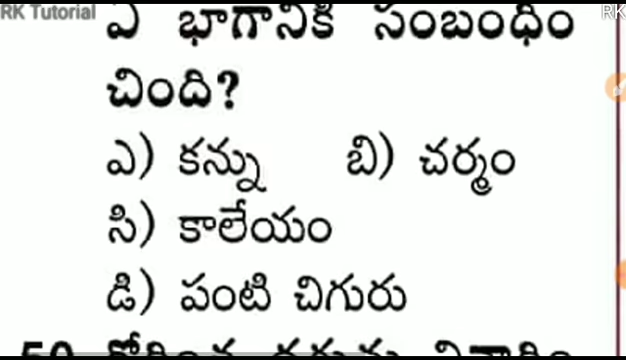 RK Tutorial
ఏ భాగానికి సంబంధిం
చింది?
ఎ) కన్ను బి) చర్మం
సి) కాలేయం
డి) పంటి చిగురు